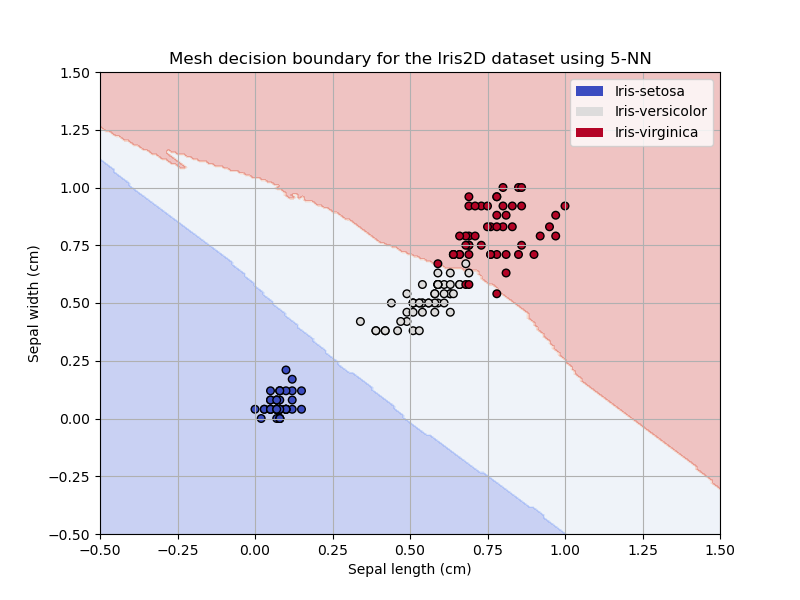 Mesh decision boundary for the Iris2D dataset using 5-NN
Iris-setosa
Iris-versicolor
Iris-virginica
Sepal width (cm)
1.50
1.25
1.00
0.75
0.50
0.25
0.00
−0.25
−0.50
−0.50 −0.25 0.00 0.25 0.50 0.75 1.00 1.25 1.50
Sepal length (cm)